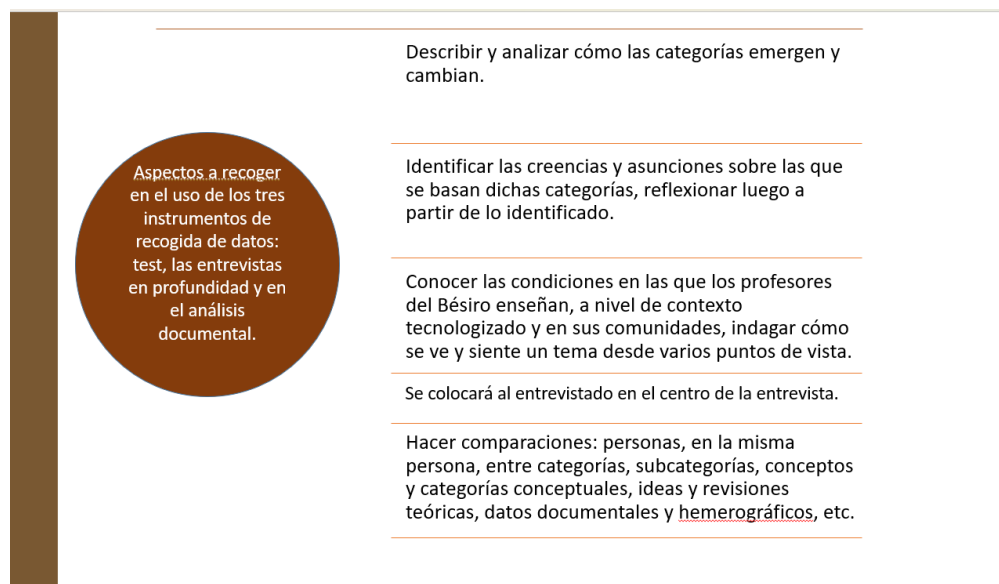 Aspectos a recoger
en el uso de los tres
instrumentos de
recogida de datos:
test, las entrevistas
en profundidad y en
el análisis
documental.
Describir y analizar cómo las categorías emergen y
cambian.
Identificar las creencias y asunciones sobre las que
se basan dichas categorías, reflexionar luego a
partir de lo identificado.
Conocer las condiciones en las que los profesores
del Bésiro enseñan, a nivel de contexto
tecnologizado y en sus comunidades, indagar cómo
se ve y siente un tema desde varios puntos de vista.
Se colocará al entrevistado en el centro de la entrevista.
Hacer comparaciones: personas, en la misma
persona, entre categorías, subcategorías, conceptos
y categorías conceptuales, ideas y revisiones
teóricas, datos documentales y hemerográficos, etc.